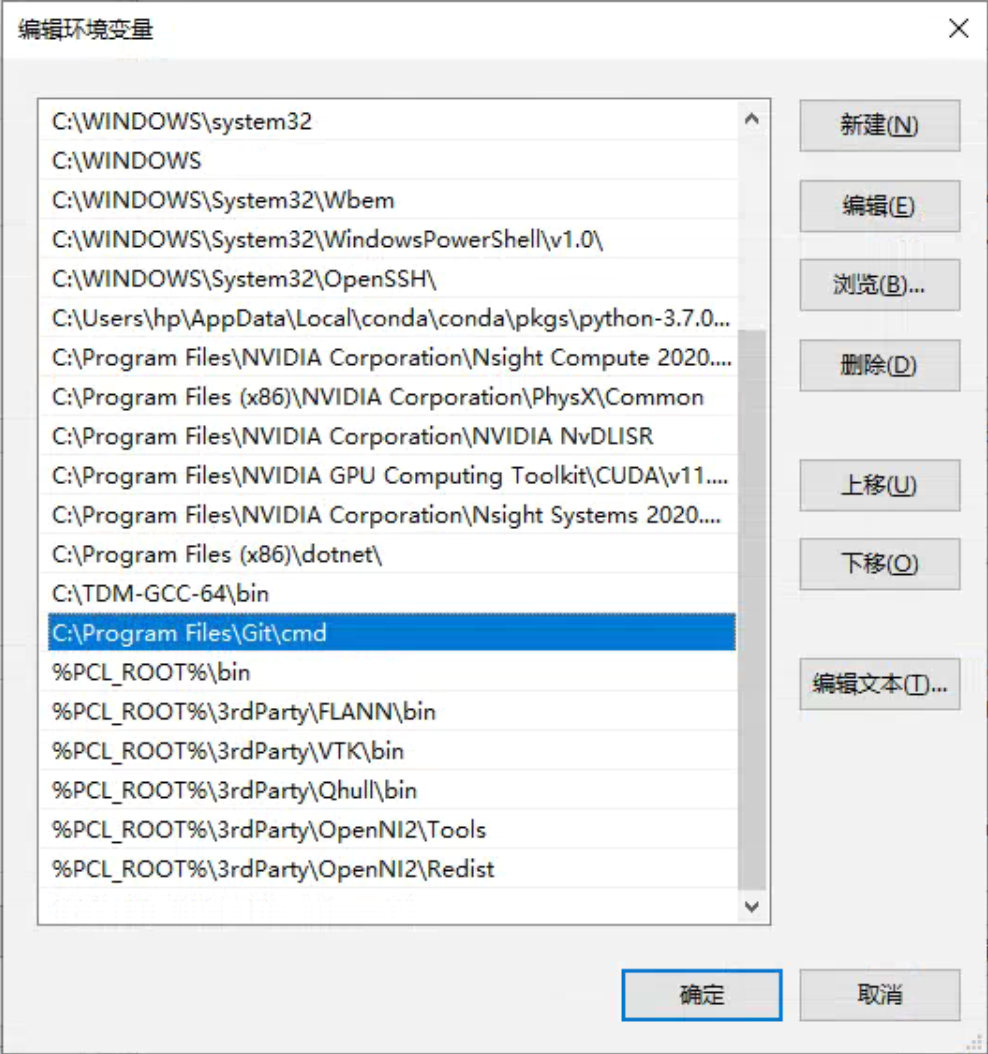 编辑环境变量
C:\WINDOWS\system32
C:\WINDOWS
C:\WINDOWS\System32\Wbem
C:\WINDOWS\System32\WindowsPowerShell\v1.0\
C:\WINDOWS\System32\OpenSSH\
C:\Users\hp\AppData\Local\conda\conda\pkgs\python-3.7.0...
C:\Program Files\NVIDIA Corporation\Nsight Compute 2020....
C:\Program Files (x86)\NVIDIA Corporation\PhysX\Common
C:\Program Files\NVIDIA Corporation\NVIDIA NvDLISR
C:\Program Files\NVIDIA GPU Computing Toolkit\CUDA\v11....
C:\Program Files\NVIDIA Corporation\Nsight Systems 2020....
C:\Program Files (x86)\dotnet\
C:\TDM-GCC-64\bin
C:\Program Files\Git\cmd
%PCL_ROOT%\bin
%PCL_ROOT%\3rdParty\FLANN\bin
%PCL_ROOT%\3rdParty\VTK\bin
%PCL_ROOT%\3rdParty\Qhull\bin
%PCL_ROOT%\3rdParty\OpenNI2\Tools
%PCL_ROOT%\3rdParty\OpenNI2\Redist
新建(N)
编辑(E)
浏览(B)...
删除(D)
上移(U)
下移(O)
编辑文本(T)...
确定
取消